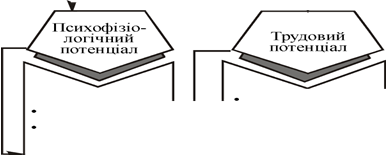 Психофізіо-
логічний
потенціал
Трудовий
потенціал